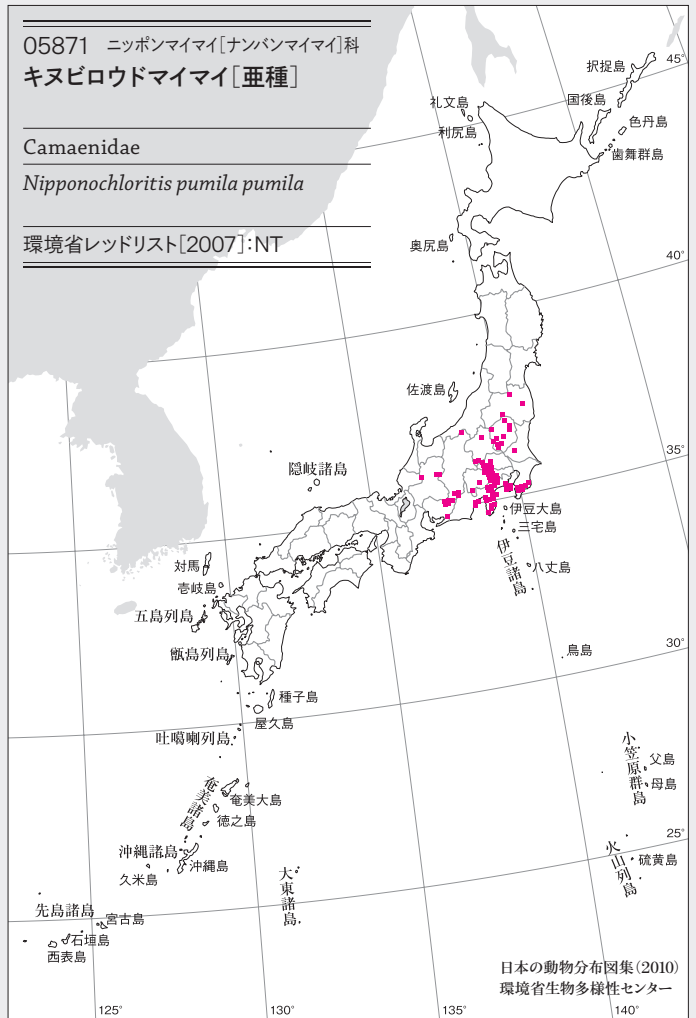 05871 ニッポンマイマイ[ナンバンマイマイ]科
キヌビロウドマイマイ[亜種]
Camaenidae
Nipponochloritis pumila pumila
環境省レッドリスト[2007]:NT
択捉島
45°
礼文島
国後島
色丹島
利尻島
歯舞群島
奥尻島
40°
佐渡島
35°
隠岐諸島
伊豆大島
三宅島
伊豆諸島
八丈島
対馬
壱岐島
五島列島
甑島列島
鳥島
30°
種子島
屋久島
吐噶喇列島
小笠原群島
父島
母島
奄美諸島
奄美大島
徳之島
25°
沖縄諸島
沖縄島
久米島
大東諸島
火山列島
硫黄島
先島諸島
宮古島
石垣島
西表島
日本の動物分布図集(2010)
環境省生物多様性センター
125°
130°
135°
140°